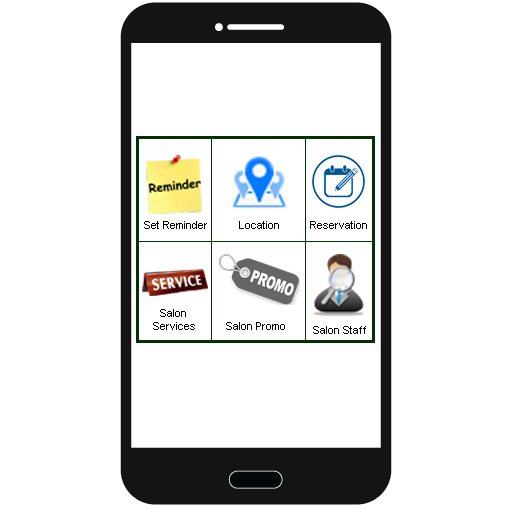 Reminder
Set Reminder
Location
Reservation
SERVICE
Salon
Services
PROMO
Salon Promo
Salon Staff